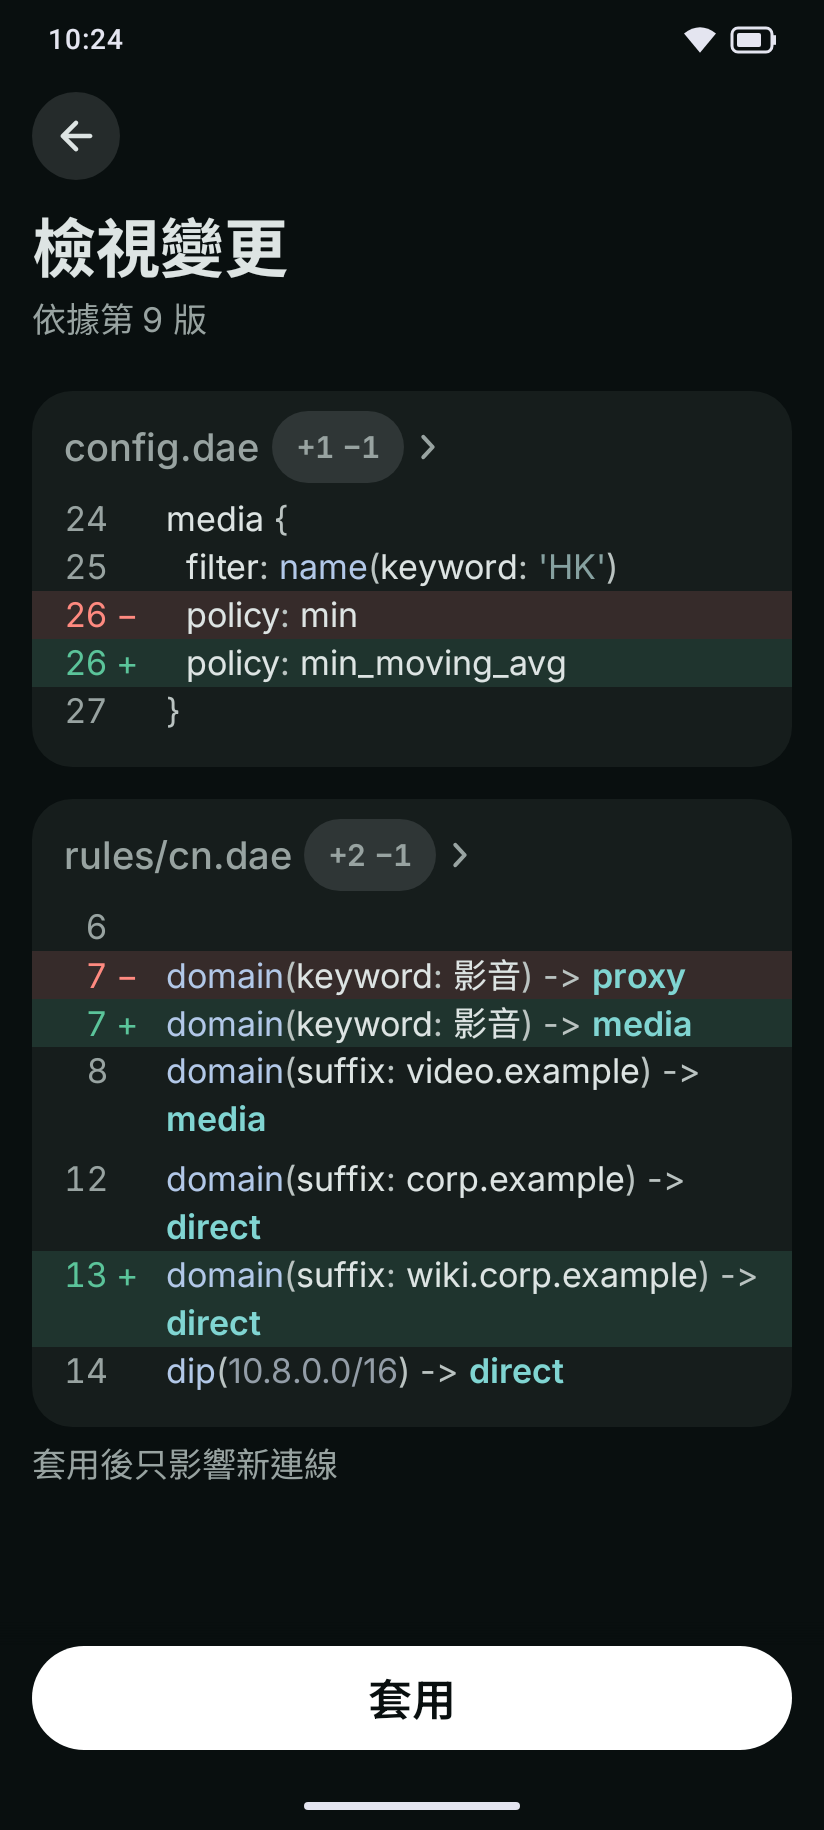 10:24
檢視變更
依據第 9 版
config.dae +1 −1
24 media {
25 filter: name(keyword: 'HK')
26 − policy: min
26 + policy: min_moving_avg
27 }
rules/cn.dae +2 −1
6
7 − domain(keyword: 影音) -> proxy
7 + domain(keyword: 影音) -> media
8 domain(suffix: video.example) ->
media
12 domain(suffix: corp.example) ->
direct
13 + domain(suffix: wiki.corp.example) ->
direct
14 dip(10.8.0.0/16) -> direct
套用後只影響新連線
套用